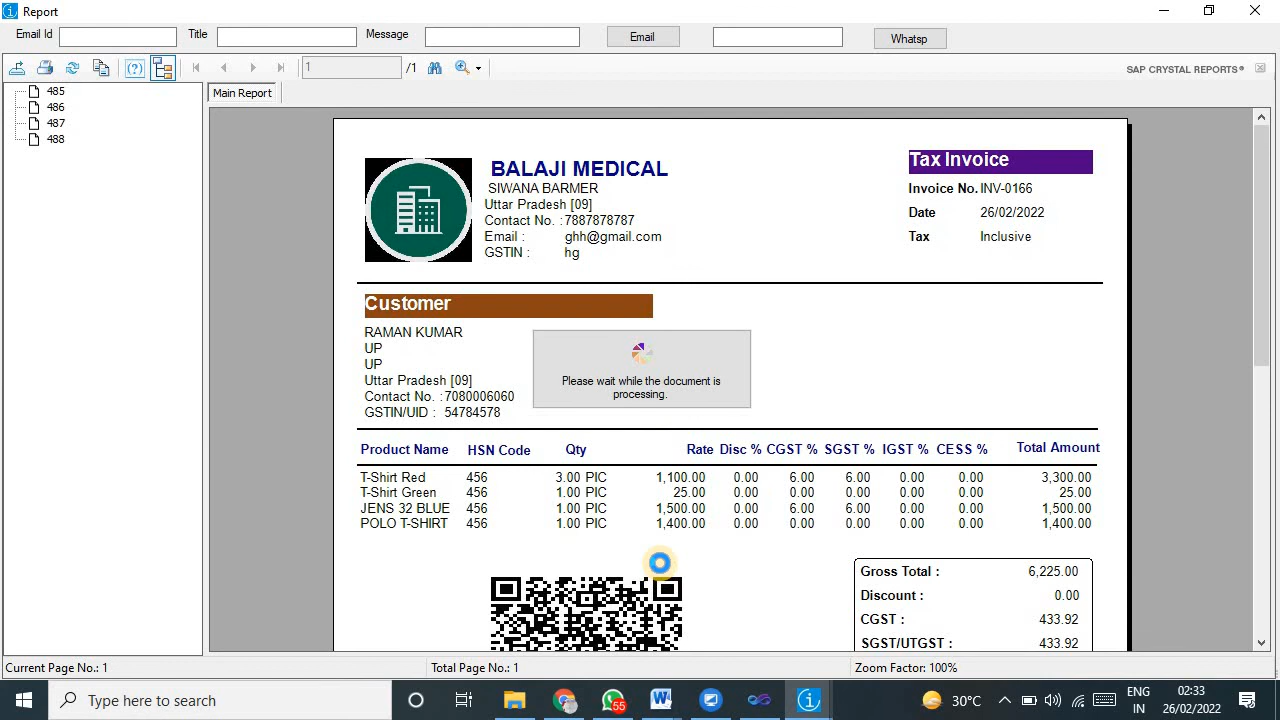 Report
Email Id Title Message Email Whatsp
1 /1 SAP CRYSTAL REPORTS®
485
486
487
488
Main Report
BALAJI MEDICAL
SIWANA BARMER
Uttar Pradesh [09]
Contact No. : 7887878787
Email : ghh@gmail.com
GSTIN : hg
Tax Invoice
Invoice No. INV-0166
Date 26/02/2022
Tax Inclusive
Customer
RAMAN KUMAR
UP
UP
Uttar Pradesh [09]
Contact No. : 7080006060
GSTIN/UID : 54784578
Please wait while the document is
processing.
Product Name HSN Code Qty Rate Disc % CGST % SGST % IGST % CESS % Total Amount
T-Shirt Red 456 3.00 PIC 1,100.00 0.00 6.00 6.00 0.00 0.00 3,300.00
T-Shirt Green 456 1.00 PIC 25.00 0.00 0.00 0.00 0.00 0.00 25.00
JENS 32 BLUE 456 1.00 PIC 1,500.00 0.00 6.00 6.00 0.00 0.00 1,500.00
POLO T-SHIRT 456 1.00 PIC 1,400.00 0.00 0.00 0.00 0.00 0.00 1,400.00
Gross Total : 6,225.00
Discount : 0.00
CGST : 433.92
SGST/UTGST : 433.92
Current Page No.: 1 Total Page No.: 1 Zoom Factor: 100%
Type here to search
55
30°C
ENG
IN
02:33
26/02/2022